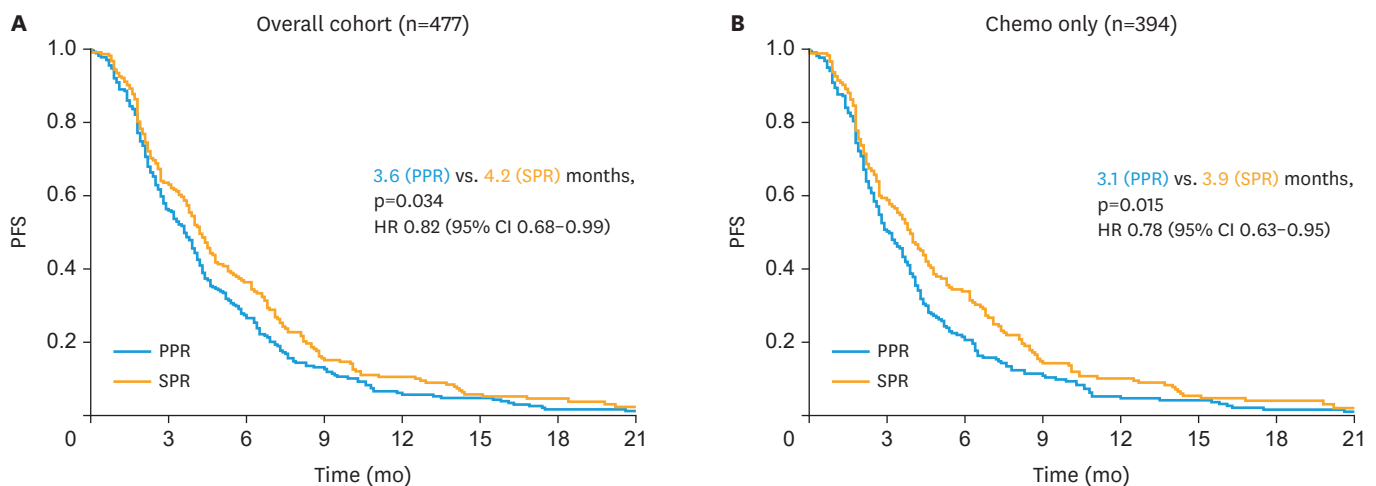 A
Overall cohort (n=477)
PFS
1.0
0.8
0.6
0.4
0.2
0
3
6
9
12
15
18
21
Time (mo)
3.6 (PPR) vs. 4.2 (SPR) months,
p=0.034
HR 0.82 (95% CI 0.68–0.99)
PPR
SPR
B
Chemo only (n=394)
PFS
1.0
0.8
0.6
0.4
0.2
0
3
6
9
12
15
18
21
Time (mo)
3.1 (PPR) vs. 3.9 (SPR) months,
p=0.015
HR 0.78 (95% CI 0.63–0.95)
PPR
SPR